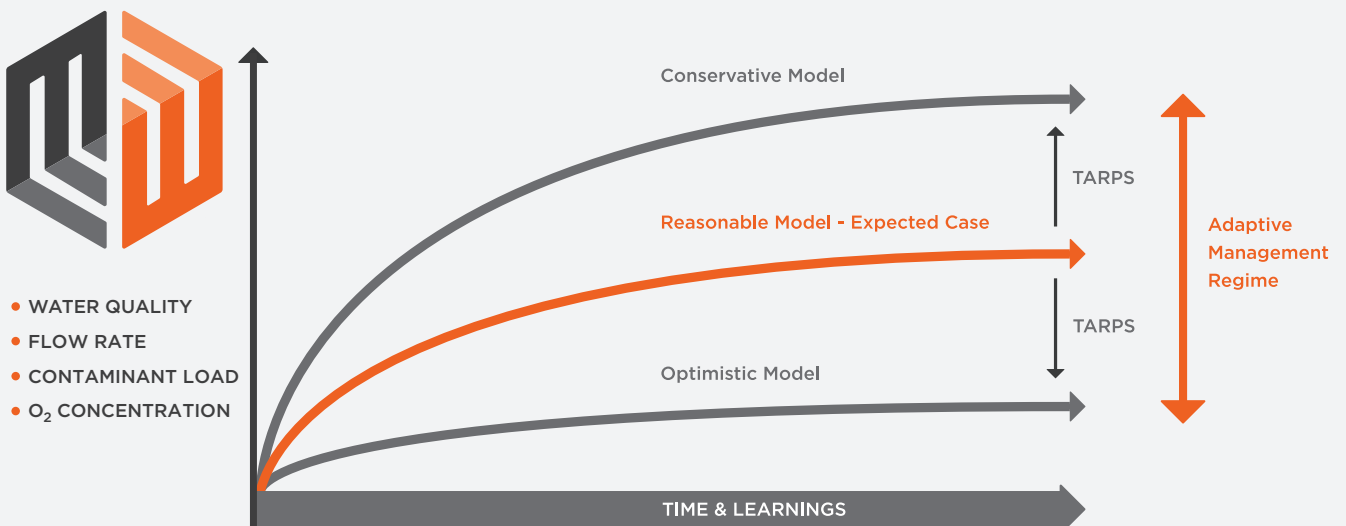 Conservative Model
TARPS
Reasonable Model - Expected Case
Adaptive
Management
Regime
• WATER QUALITY
• FLOW RATE
• CONTAMINANT LOAD
• O₂ CONCENTRATION
TARPS
Optimistic Model
TIME & LEARNINGS